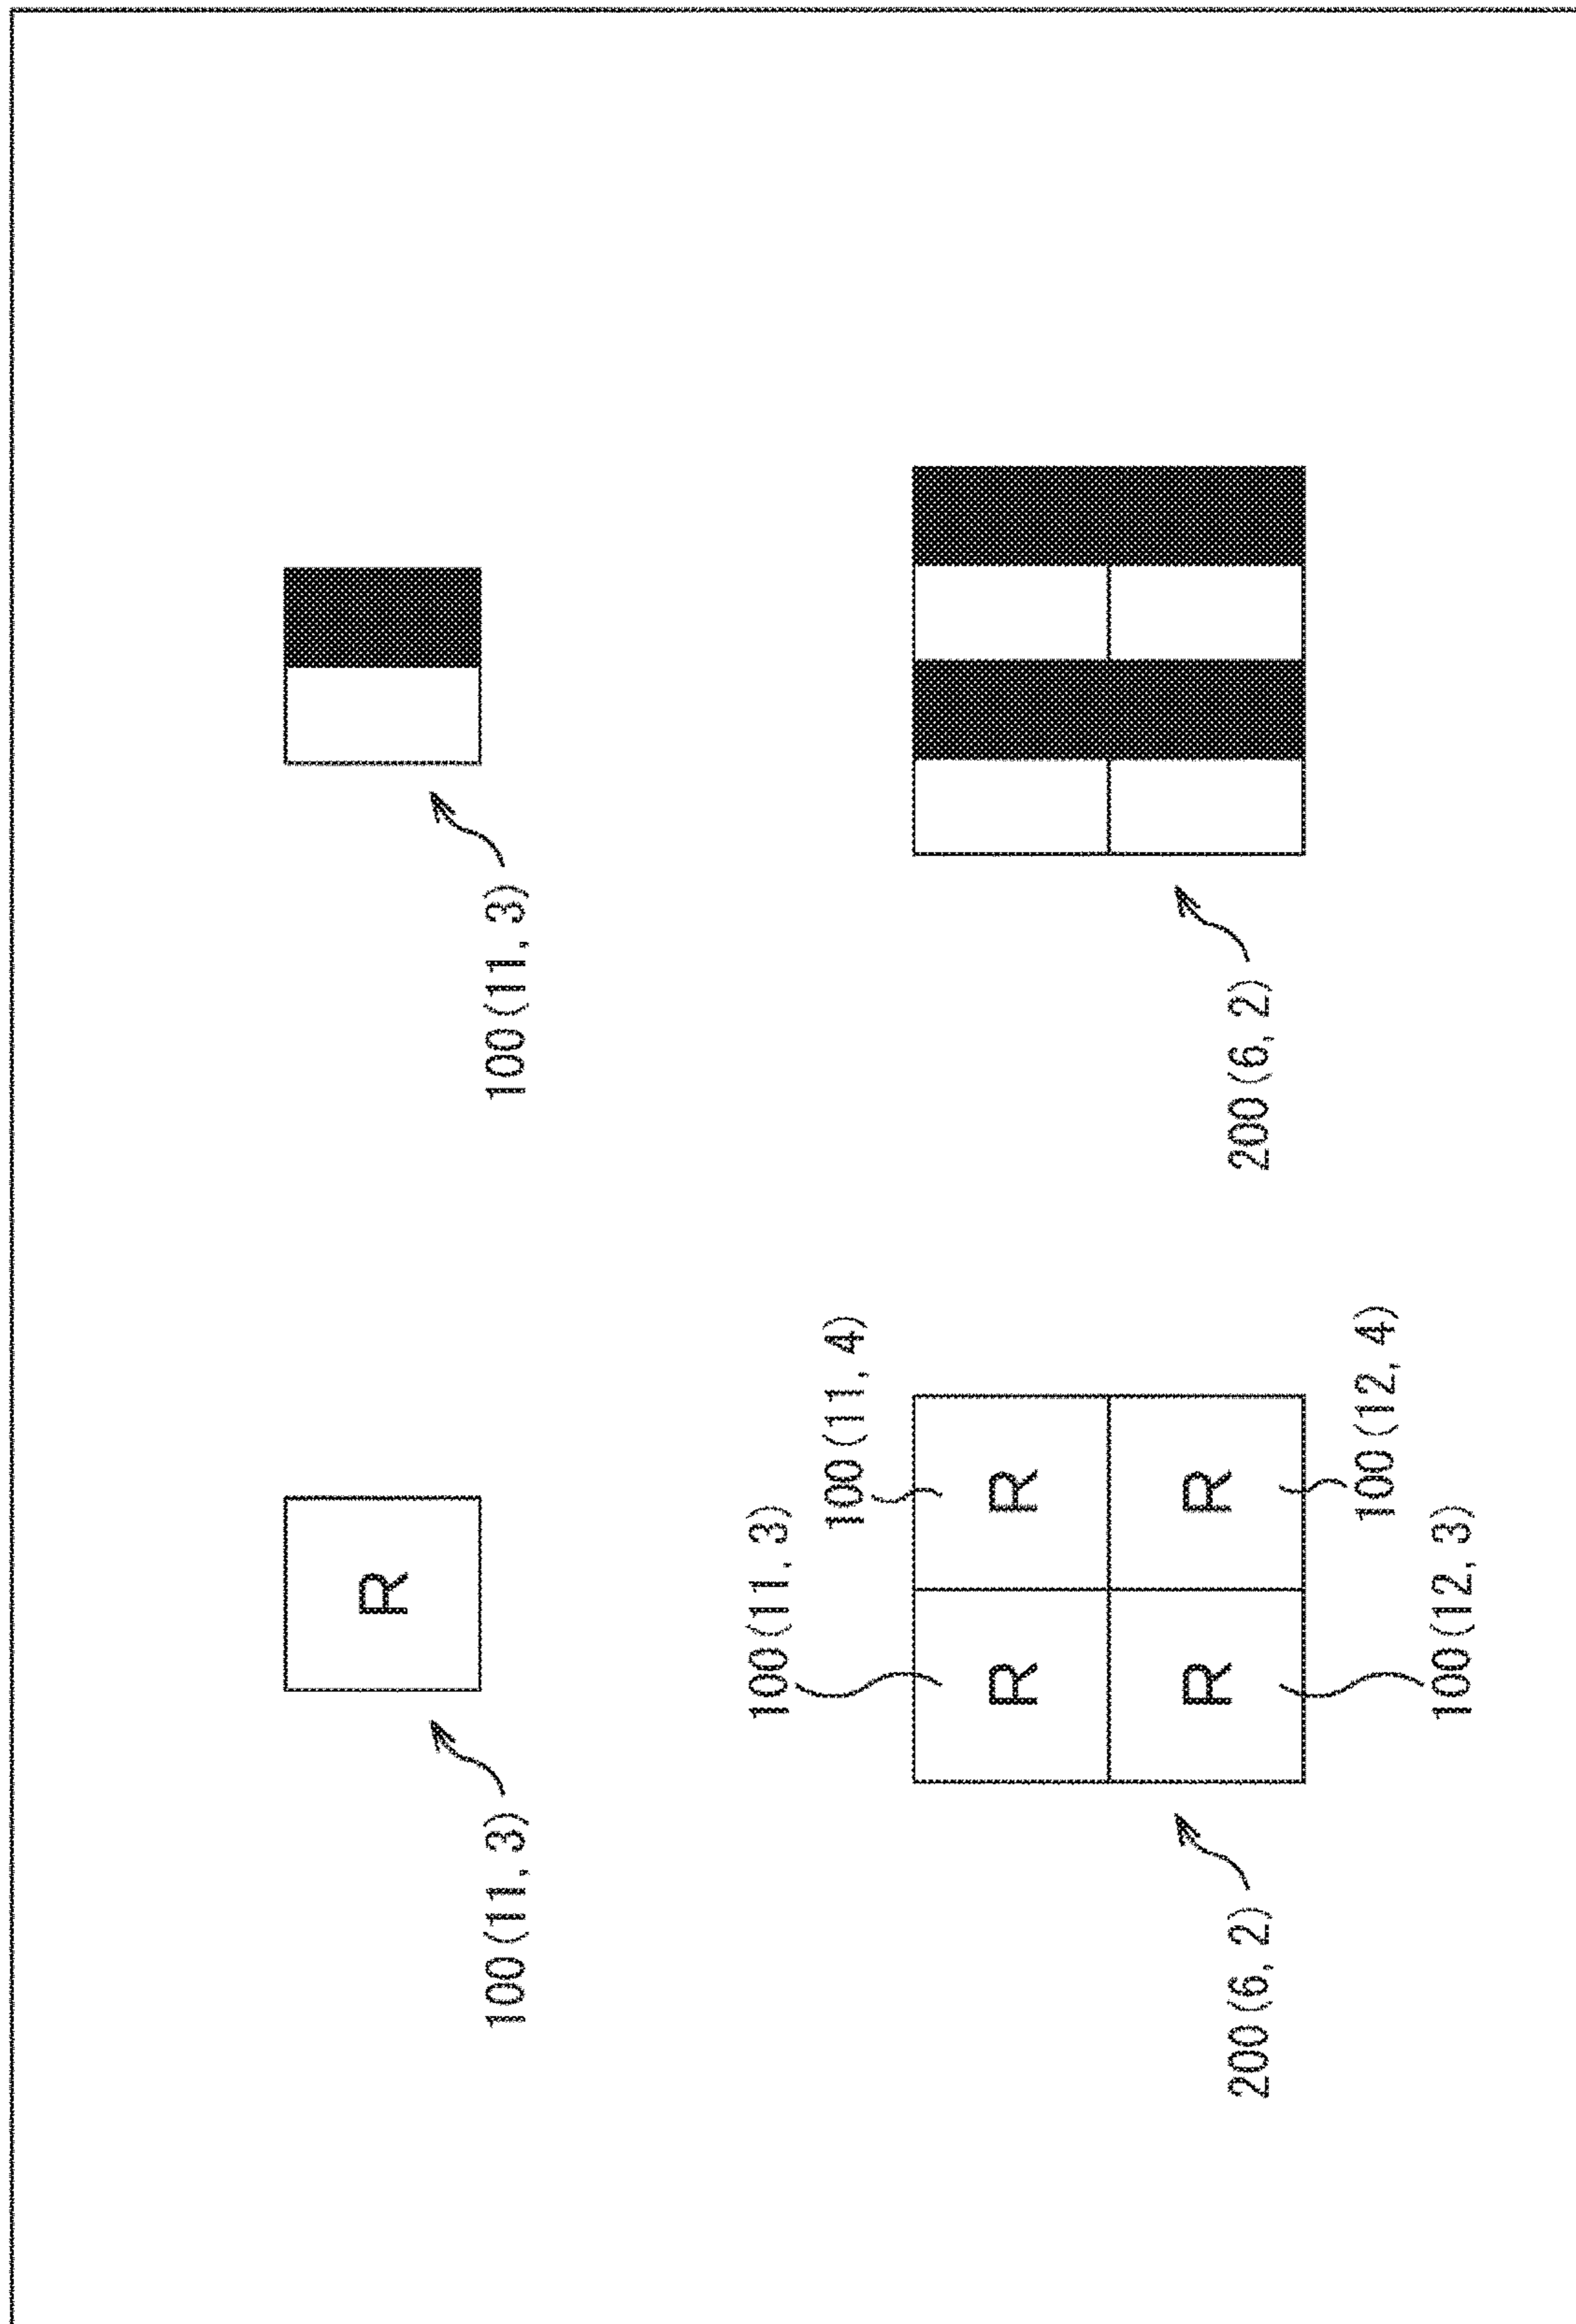 R
100(11, 3)
100(11, 3)
100(11, 3)
100(11, 4)
R R
R R
200(6, 2)
200(6, 2)
100(12, 4)
100(12, 3)